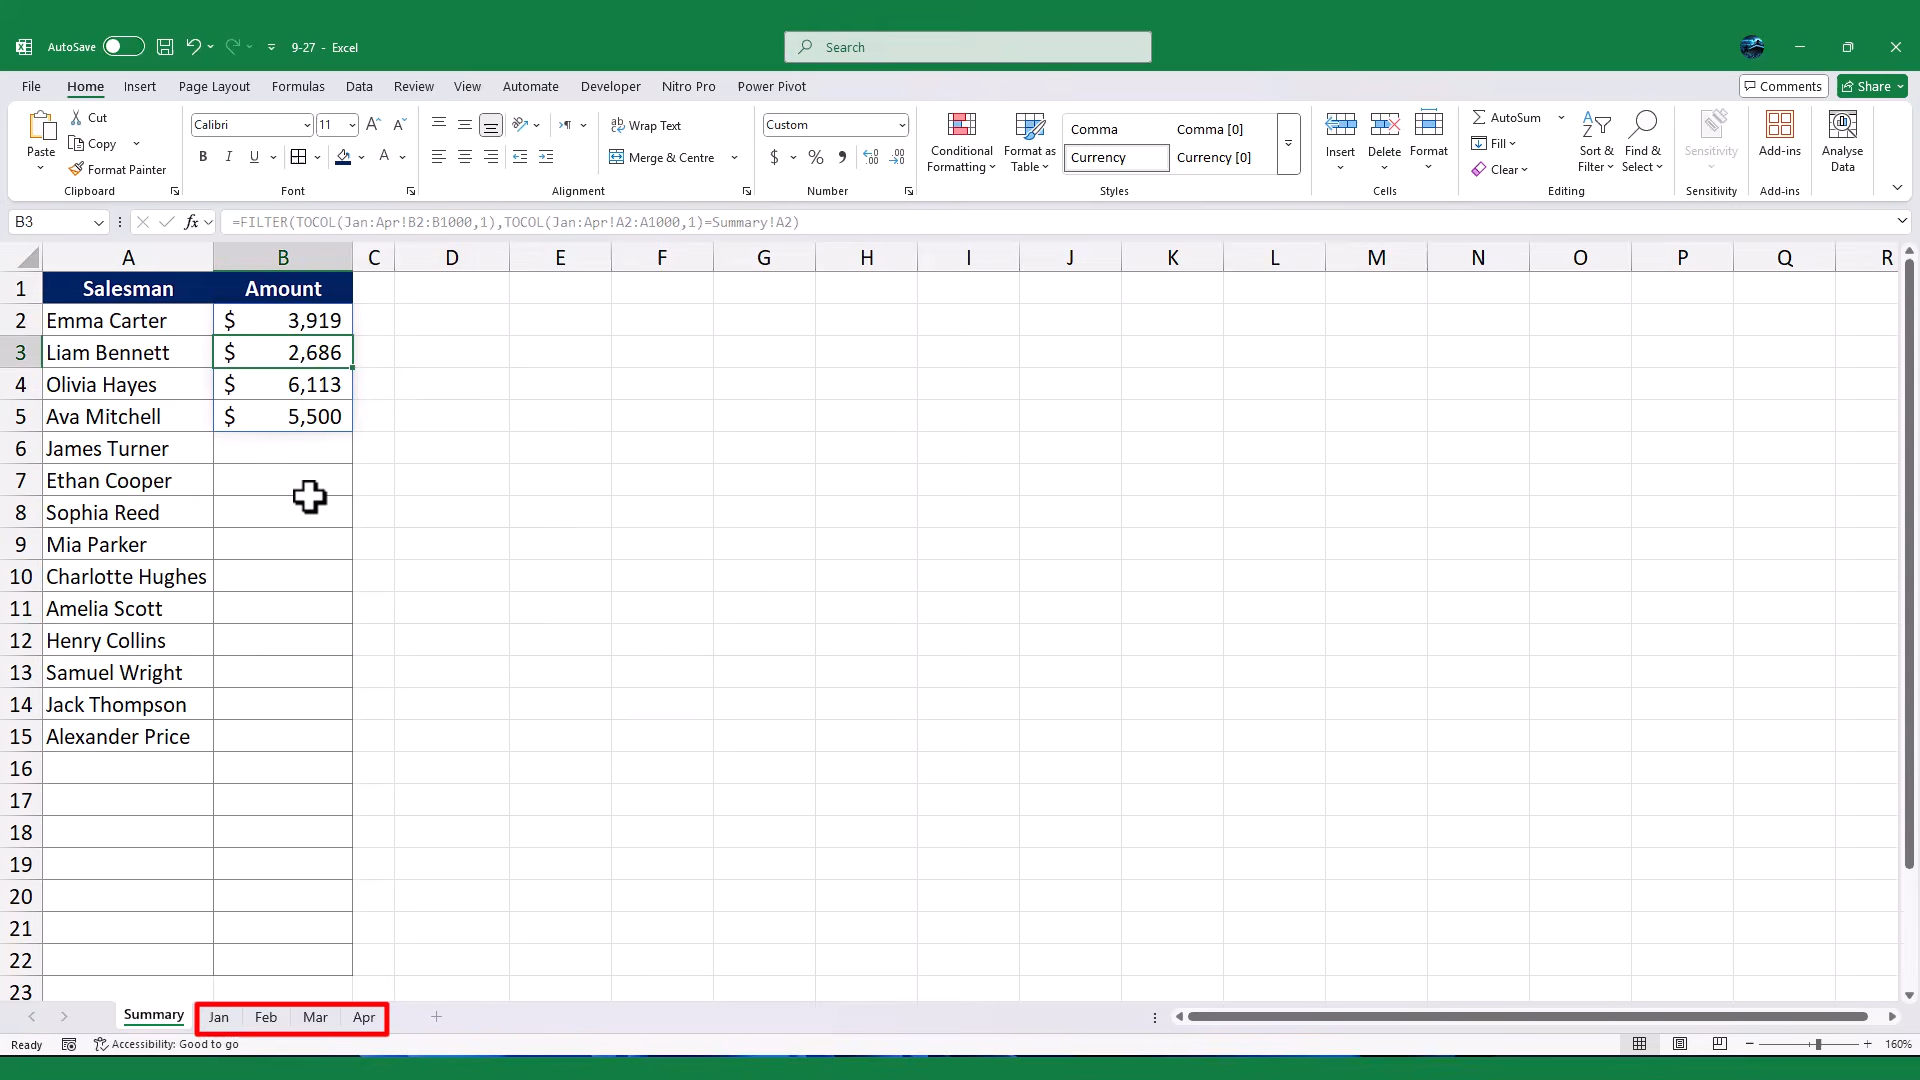 AutoSave 9-27 - Excel Search
File Home Insert Page Layout Formulas Data Review View Automate Developer Nitro Pro Power Pivot Comments Share
Paste Cut Copy Format Painter
Clipboard
Calibri 11
B I U A
Font
Wrap Text
Merge & Centre
Alignment
Custom
$ % , 
Number
Conditional Formatting
Format as Table
Comma Comma [0]
Currency Currency [0]
Styles
Insert Delete Format
Cells
AutoSum
Fill
Clear
Sort & Filter
Find & Select
Editing
Sensitivity
Sensitivity
Add-ins
Add-ins
Analyse Data
B3 fx =FILTER(TOCOL(Jan:Apr!B2:B1000,1),TOCOL(Jan:Apr!A2:A1000,1)=Summary!A2)
A B C D E F G H I J K L M N O P Q R
1 Salesman Amount
2 Emma Carter $ 3,919
3 Liam Bennett $ 2,686
4 Olivia Hayes $ 6,113
5 Ava Mitchell $ 5,500
6 James Turner
7 Ethan Cooper
8 Sophia Reed
9 Mia Parker
10 Charlotte Hughes
11 Amelia Scott
12 Henry Collins
13 Samuel Wright
14 Jack Thompson
15 Alexander Price
16
17
18
19
20
21
22
23
Summary Jan Feb Mar Apr
Ready Accessibility: Good to go 160%